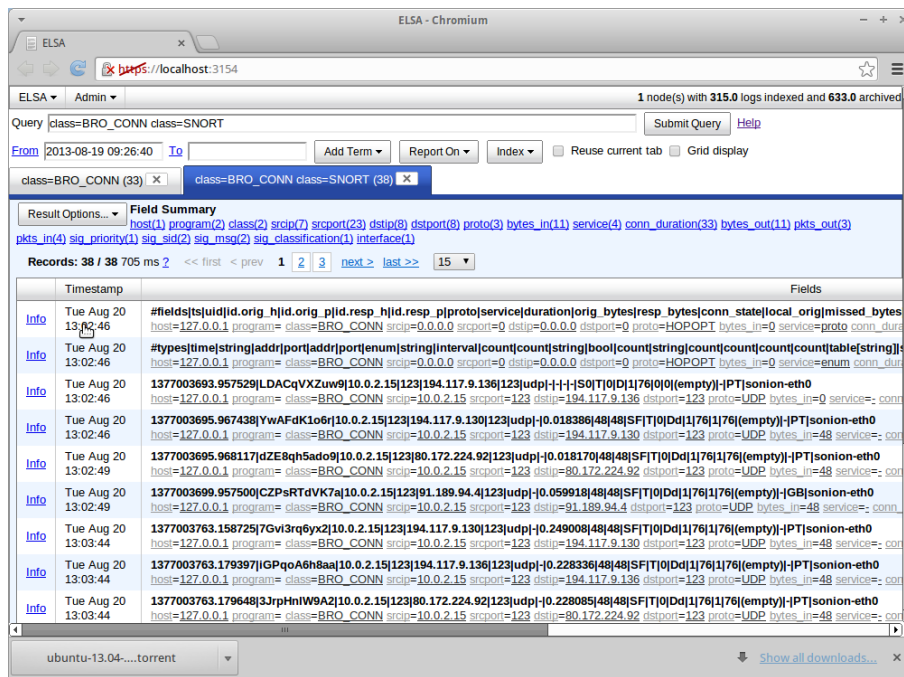 ELSA - Chromium
ELSA
https://localhost:3154
ELSA Admin 1 node(s) with 315.0 logs indexed and 633.0 archived
Query class=BRO_CONN class=SNORT Submit Query Help
From 2013-08-19 09:26:40 To Add Term Report On Index Reuse current tab Grid display
class=BRO_CONN (33) class=BRO_CONN class=SNORT (38)
Result Options... Field Summary
host(1) program(2) class(2) srcip(7) srcport(23) dstip(8) dstport(8) proto(3) bytes_in(11) service(4) conn_duration(33) bytes_out(11) pkts_out(3)
pkts_in(4) sig_priority(1) sig_sid(2) sig_msg(2) sig_classification(1) interface(1)
Records: 38 / 38 705 ms ? << first < prev 1 2 3 next > last >> 15
Timestamp Fields
Info Tue Aug 20 13:02:46 #fields|ts|uid|id.orig_h|id.orig_p|id.resp_h|id.resp_p|proto|service|duration|orig_bytes|resp_bytes|conn_state|local_orig|missed_bytes
host=127.0.0.1 program= class=BRO_CONN srcip=0.0.0.0 srcport=0 dstip=0.0.0.0 dstport=0 proto=HOPOPT bytes_in=0 service=proto conn_dura
Info Tue Aug 20 13:02:46 #types|time|string|addr|port|addr|port|enum|string|interval|count|count|string|bool|count|string|count|count|count|count|table[string]|s
host=127.0.0.1 program= class=BRO_CONN srcip=0.0.0.0 srcport=0 dstip=0.0.0.0 dstport=0 proto=HOPOPT bytes_in=0 service=enum conn_dur
Info Tue Aug 20 13:02:46 1377003693.957529|LDACqVXZuw9|10.0.2.15|123|194.117.9.136|123|udp|-|-|-|-|S0|T|0|D|1|76|0|0|(empty)|-|PT|sonion-eth0
host=127.0.0.1 program= class=BRO_CONN srcip=10.0.2.15 srcport=123 dstip=194.117.9.136 dstport=123 proto=UDP bytes_in=0 service=- conn
Info Tue Aug 20 13:02:46 1377003695.967438|YwAFdK1o6r|10.0.2.15|123|194.117.9.130|123|udp|-|0.018386|48|48|SF|T|0|Dd|1|76|1|76|(empty)|-|PT|sonion-eth0
host=127.0.0.1 program= class=BRO_CONN srcip=10.0.2.15 srcport=123 dstip=194.117.9.130 dstport=123 proto=UDP bytes_in=48 service=- con
Info Tue Aug 20 13:02:49 1377003695.968117|dZE8qh5ado9|10.0.2.15|123|80.172.224.92|123|udp|-|0.018170|48|48|SF|T|0|Dd|1|76|1|76|(empty)|-|PT|sonion-eth0
host=127.0.0.1 program= class=BRO_CONN srcip=10.0.2.15 srcport=123 dstip=80.172.224.92 dstport=123 proto=UDP bytes_in=48 service=- con
Info Tue Aug 20 13:02:49 1377003699.957500|CZPsRTdVK7a|10.0.2.15|123|91.189.94.4|123|udp|-|0.059918|48|48|SF|T|0|Dd|1|76|1|76|(empty)|-|GB|sonion-eth0
host=127.0.0.1 program= class=BRO_CONN srcip=10.0.2.15 srcport=123 dstip=91.189.94.4 dstport=123 proto=UDP bytes_in=48 service=- conn_
Info Tue Aug 20 13:03:44 1377003763.158725|7Gvi3rq6yx2|10.0.2.15|123|194.117.9.130|123|udp|-|0.249008|48|48|SF|T|0|Dd|1|76|1|76|(empty)|-|PT|sonion-eth0
host=127.0.0.1 program= class=BRO_CONN srcip=10.0.2.15 srcport=123 dstip=194.117.9.130 dstport=123 proto=UDP bytes_in=48 service=- con
Info Tue Aug 20 13:03:44 1377003763.179397|iGPqoA6h8aa|10.0.2.15|123|194.117.9.136|123|udp|-|0.228336|48|48|SF|T|0|Dd|1|76|1|76|(empty)|-|PT|sonion-eth0
host=127.0.0.1 program= class=BRO_CONN srcip=10.0.2.15 srcport=123 dstip=194.117.9.136 dstport=123 proto=UDP bytes_in=48 service=- con
Info Tue Aug 20 13:03:44 1377003763.179648|3JrpHnIW9A2|10.0.2.15|123|80.172.224.92|123|udp|-|0.228085|48|48|SF|T|0|Dd|1|76|1|76|(empty)|-|PT|sonion-eth0
host=127.0.0.1 program= class=BRO_CONN srcip=10.0.2.15 srcport=123 dstip=80.172.224.92 dstport=123 proto=UDP bytes_in=48 service=- con
ubuntu-13.04-....torrent Show all downloads...